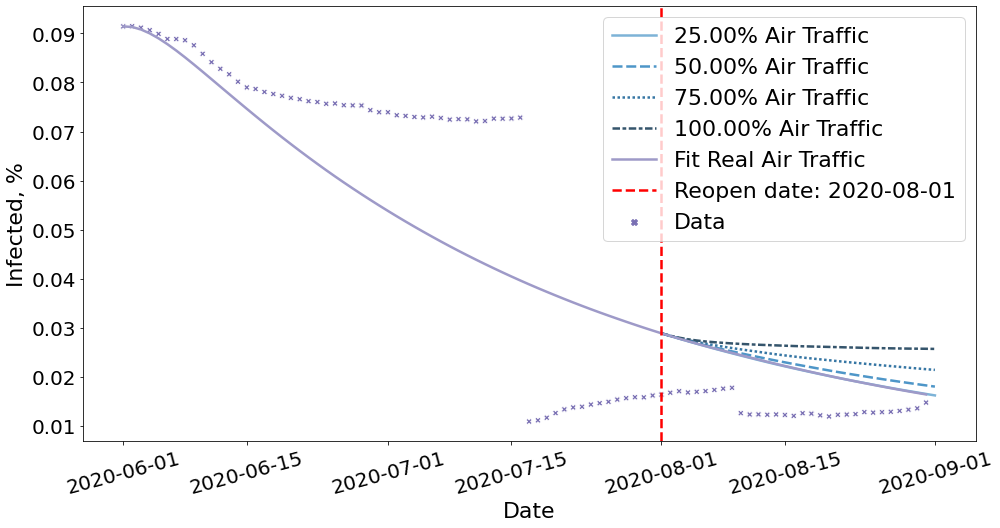 0.09
0.08
0.07
0.06
0.05
0.04
0.03
0.02
0.01
Infected, %
25.00% Air Traffic
50.00% Air Traffic
75.00% Air Traffic
100.00% Air Traffic
Fit Real Air Traffic
Reopen date: 2020-08-01
Data
2020-06-01
2020-06-15
2020-07-01
2020-07-15
2020-08-01
2020-08-15
2020-09-01
Date